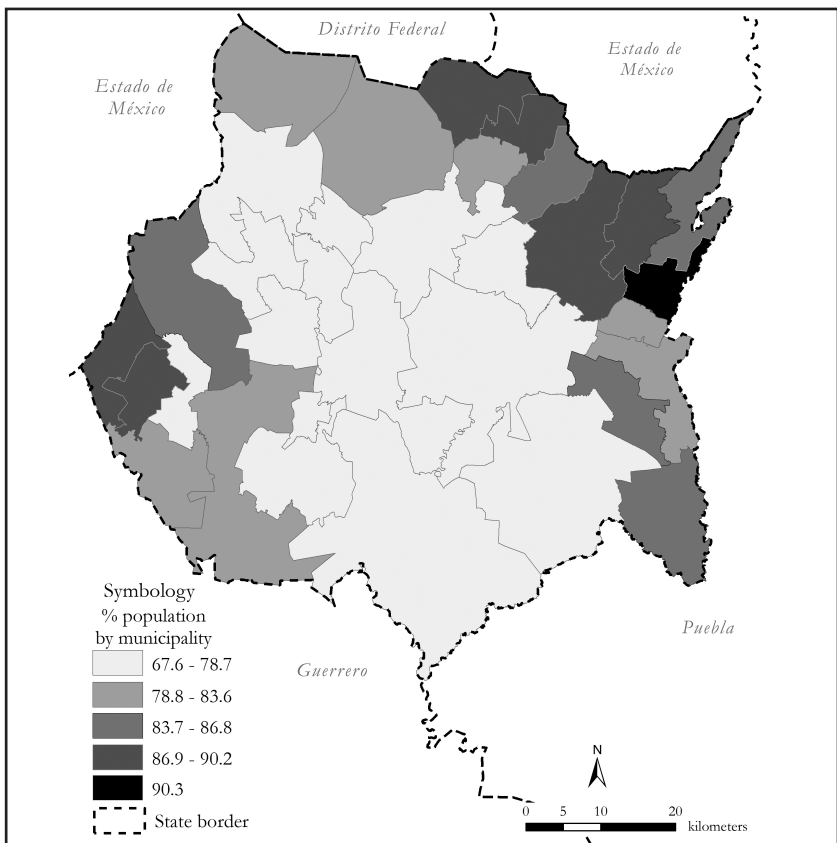 Distrito Federal
Estado de
México
Estado de
México
Symbology
% population
by municipality
67.6 - 78.7
78.8 - 83.6
83.7 - 86.8
86.9 - 90.2
90.3
State border
Guerrero
Puebla
N
0 5 10 20
kilometers